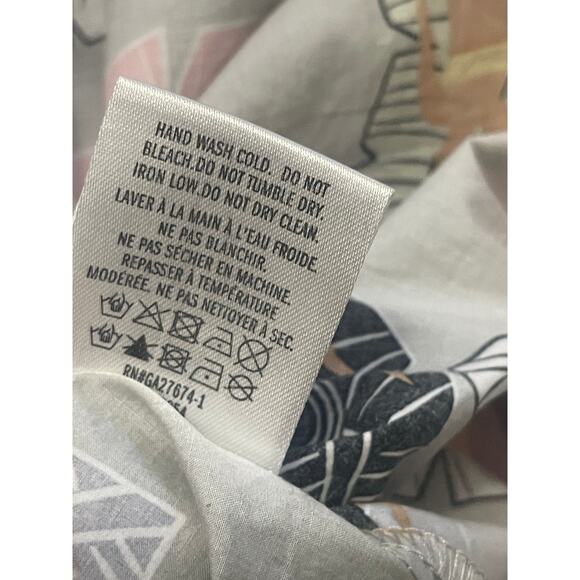 HAND WASH COLD. DO NOT
BLEACH.DO NOT TUMBLE DRY.
IRON LOW.DO NOT DRY CLEAN.
LAVER À LA MAIN À L'EAU FROIDE.
NE PAS BLANCHIR.
NE PAS SÉCHER EN MACHINE.
REPASSER À TEMPÉRATURE
MODÉRÉE. NE PAS NETTOYER À SEC.
RN#GA27674-1